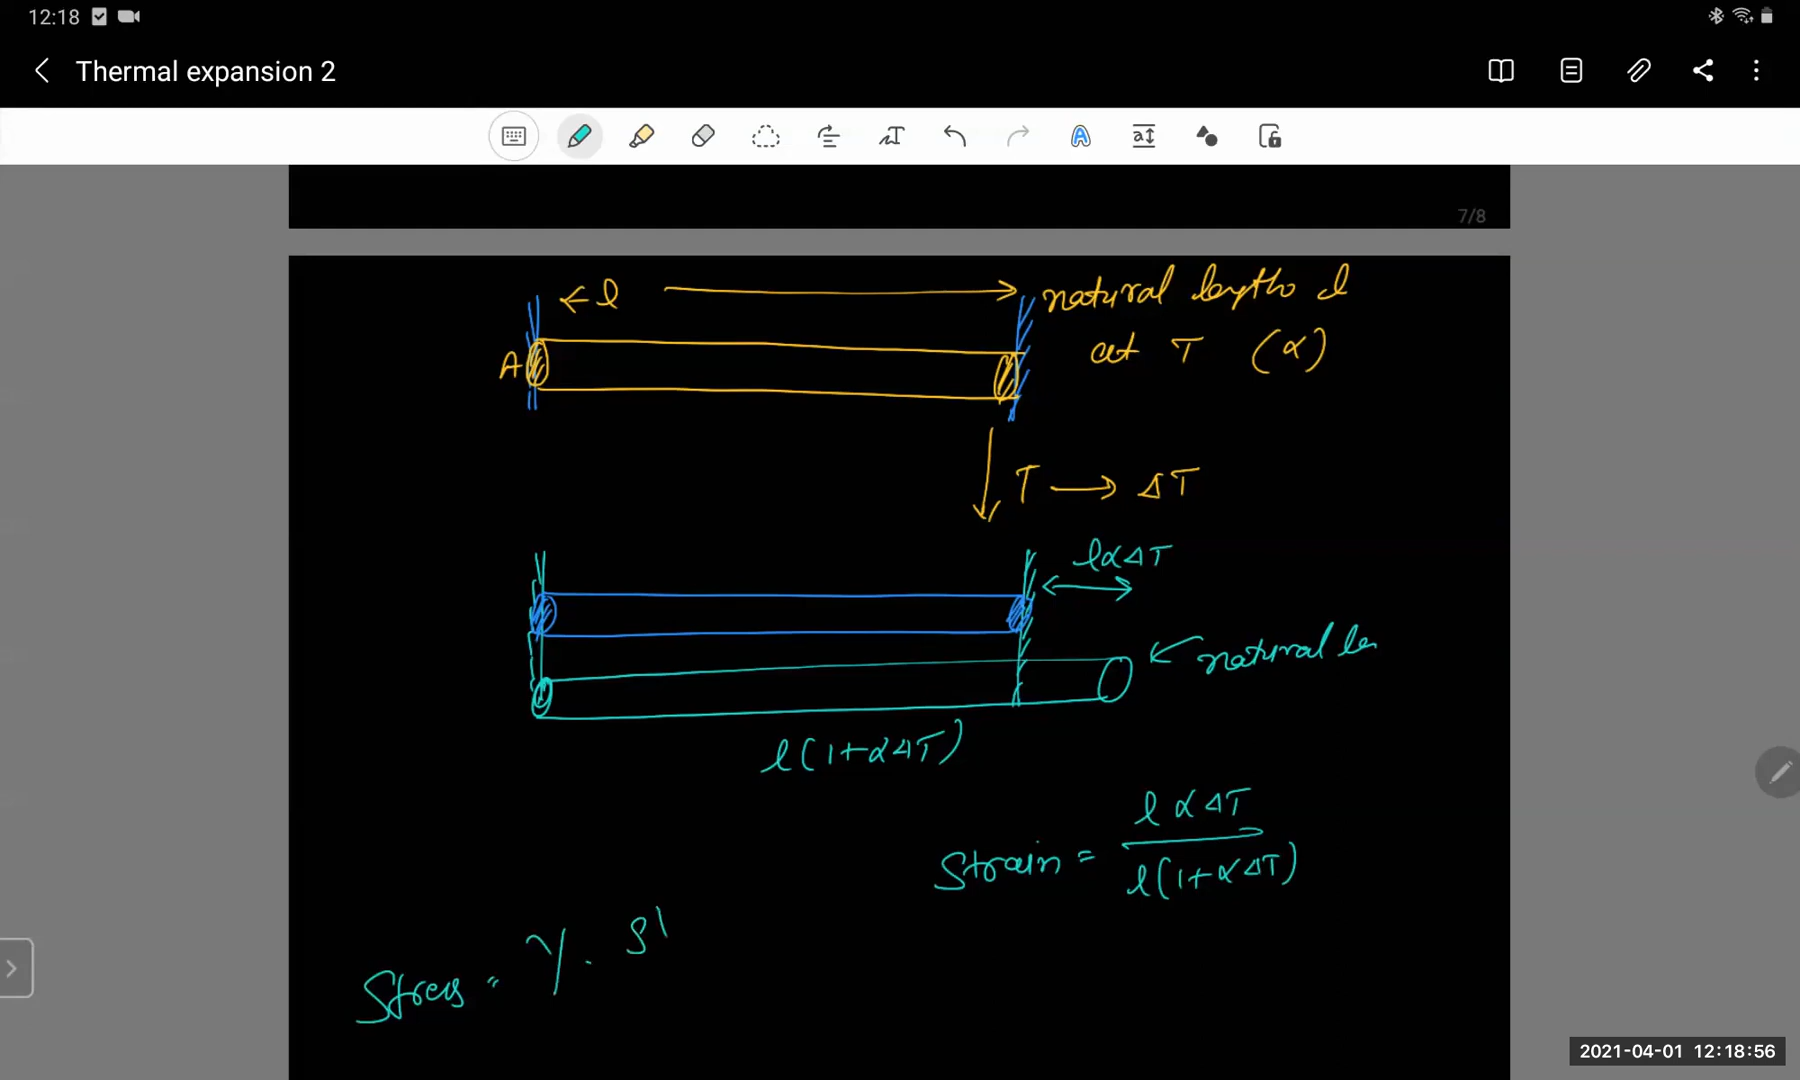 12:18
Thermal expansion 2
7/8
← l → natural length l
A at T (α)
T → ΔT
lαΔT
← natural le
l(1+αΔT)
Strain = lαΔT / l(1+αΔT)
Stress = Y. S
2021-04-01 12:18:56